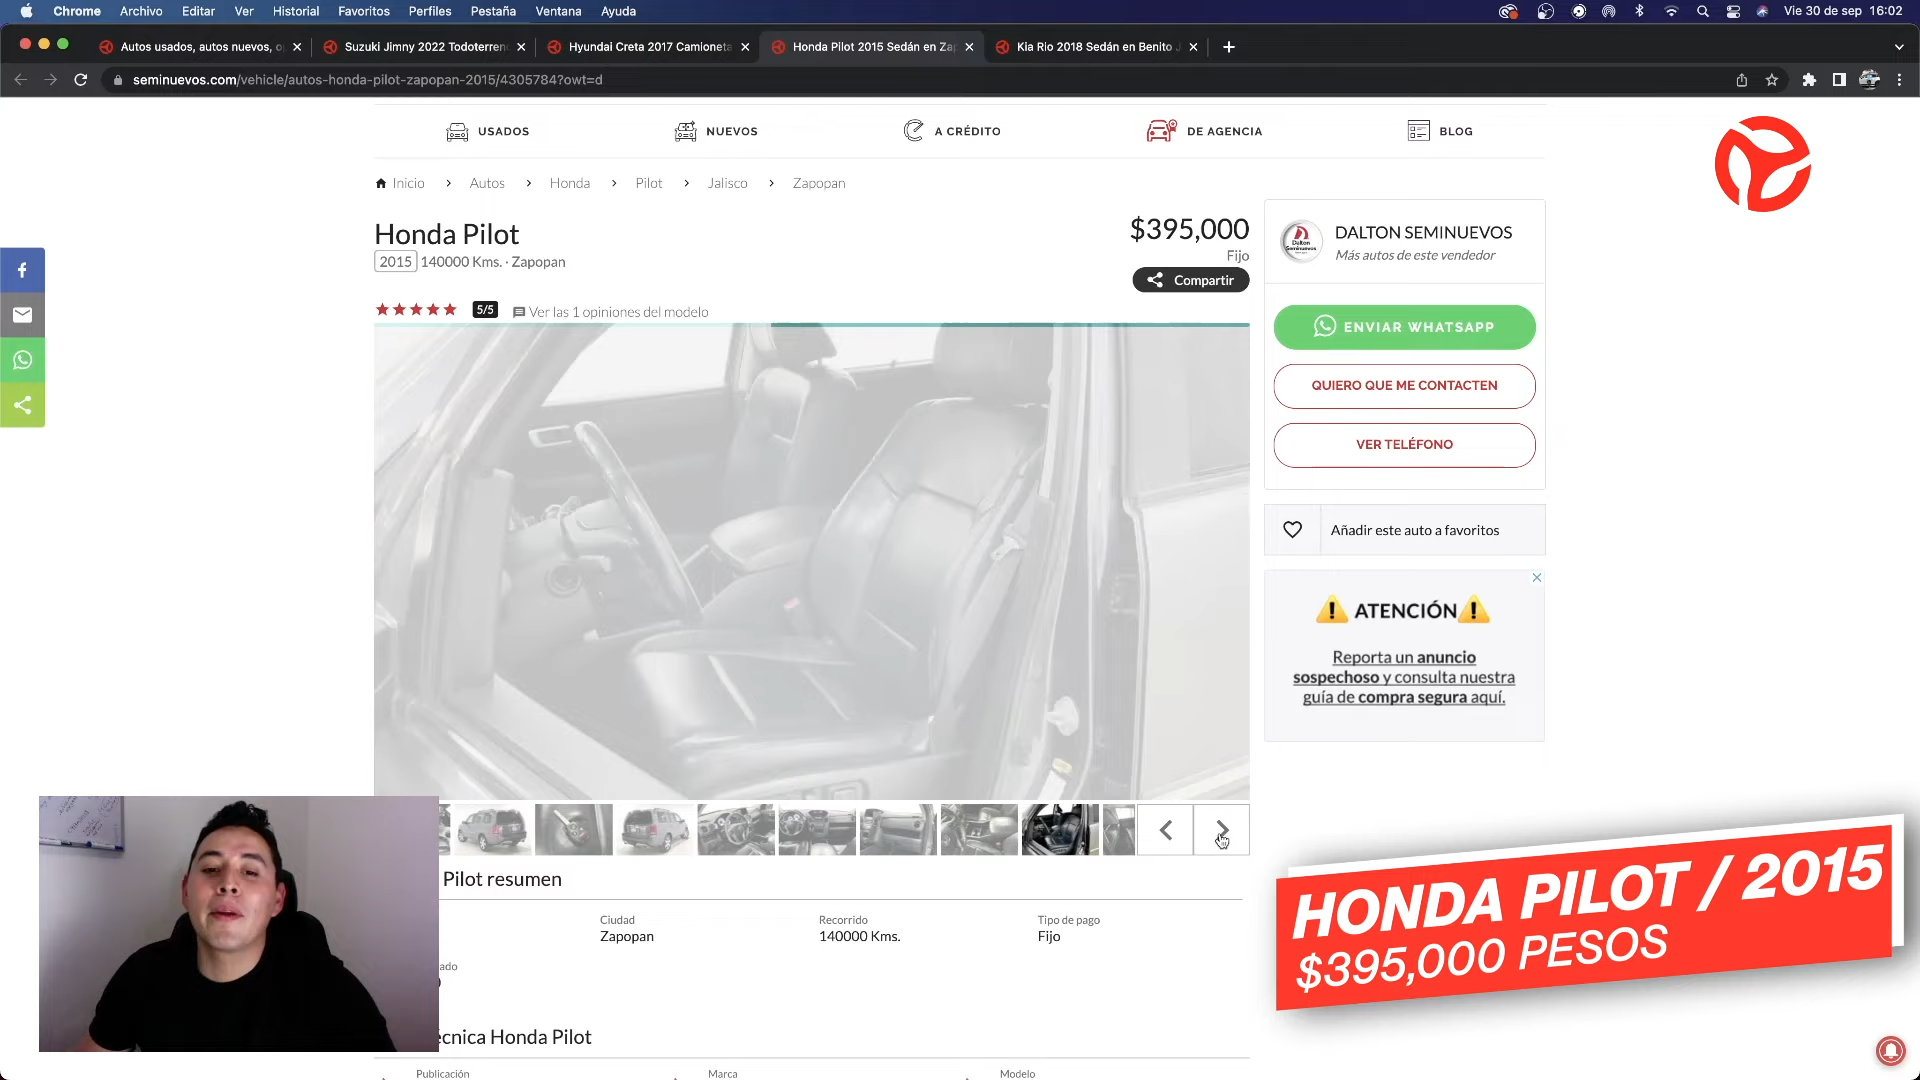 Chrome Archivo Editar Ver Historial Favoritos Perfiles Pestaña Ventana Ayuda Vie 30 de sep 16:02
Autos usados, autos nuevos, o
Suzuki Jimny 2022 Todoterren
Hyundai Creta 2017 Camioneta
Honda Pilot 2015 Sedán en Za
Kia Rio 2018 Sedán en Benito J
seminuevos.com/vehicle/autos-honda-pilot-zapopan-2015/4305784?owt=d
USADOS NUEVOS A CRÉDITO DE AGENCIA BLOG
Inicio > Autos > Honda > Pilot > Jalisco > Zapopan
Honda Pilot
2015 140000 Kms. · Zapopan
$395,000
Fijo
Compartir
5/5 Ver las 1 opiniones del modelo
DALTON SEMINUEVOS
Más autos de este vendedor
ENVIAR WHATSAPP
QUIERO QUE ME CONTACTEN
VER TELÉFONO
Añadir este auto a favoritos
ATENCIÓN
Reporta un anuncio
sospechoso y consulta nuestra
guía de compra segura aquí.
Pilot resumen
Ciudad Recorrido Tipo de pago
Zapopan 140000 Kms. Fijo
ado
écnica Honda Pilot
Publicación Marca Modelo
HONDA PILOT / 2015
$395,000 PESOS